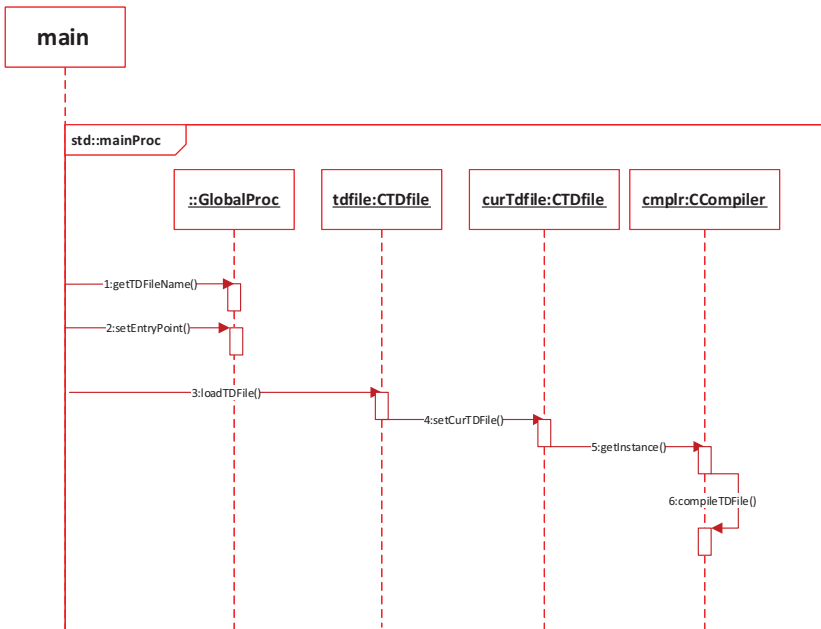 main
std::mainProc
::GlobalProc
tdfile:CTDfile
curTdfile:CTDfile
cmplr:CCompiler
1:getTDFileName()
2:setEntryPoint()
3:loadTDFile()
4:setCurTDFile()
5:getInstance()
6:compileTDFile()